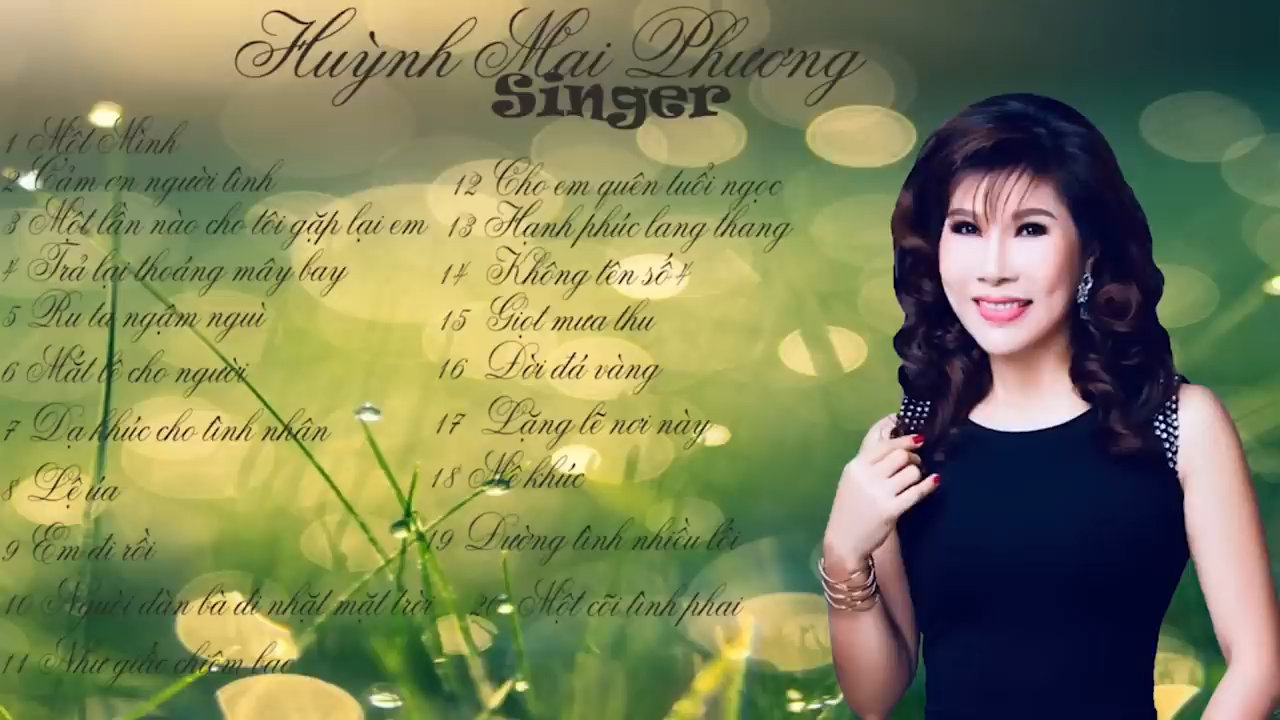 Huỳnh Mai Phương
Singer
1 Một Mình
2 Cảm ơn người tình
3 Một lần nào cho tôi gặp lại em
4 Trả lại thoáng mây bay
5 Ru ta ngậm nguì
6 Mắt lệ cho người
7 Dạ khúc cho tình nhân
8 Lệ úa
9 Em đi rồi
10 Người đàn bà đi nhặt mặt trời
11 Như giấc chiêm bao
12 Cho em quên tuổi ngọc
13 Hạnh phúc lang thang
14 Không tên số 4
15 Giọt mưa thu
16 Đời đá vàng
17 Lặng lẽ nơi này
18 Mê khúc
19 Đường tình nhiều lối
20 Một cõi tình phai